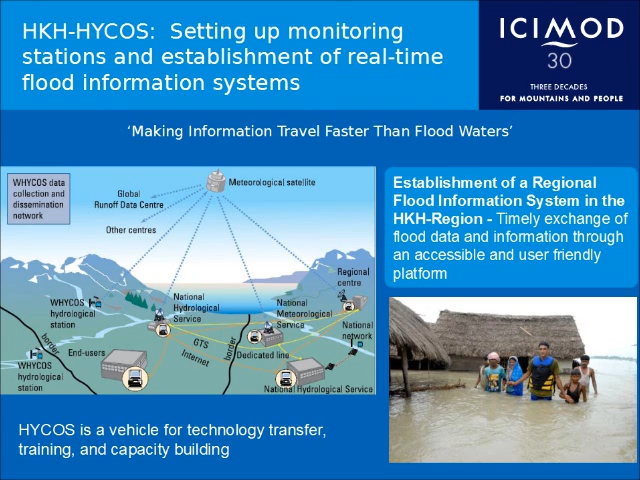 HKH-HYCOS:  Setting up monitoring
stations and establishment of real-time
flood information systems
ICIMOD
30
THREE DECADES
FOR MOUNTAINS AND PEOPLE
‘Making Information Travel Faster Than Flood Waters’
WHYCOS data
collection and
dissemination
network
Meteorological satellite
Global
Runoff Data Centre
Other centres
Regional
centre
WHYCOS
hydrological
station
National
Hydrological
Service
National
Meteorological
Service
National
network
border
GTS
Internet
border
Dedicated line
End-users
WHYCOS
hydrological
station
National Hydrological Service
Establishment of a Regional
Flood Information System in the
HKH-Region - Timely exchange of
flood data and information through
an accessible and user friendly
platform
HYCOS is a vehicle for technology transfer,
training, and capacity building